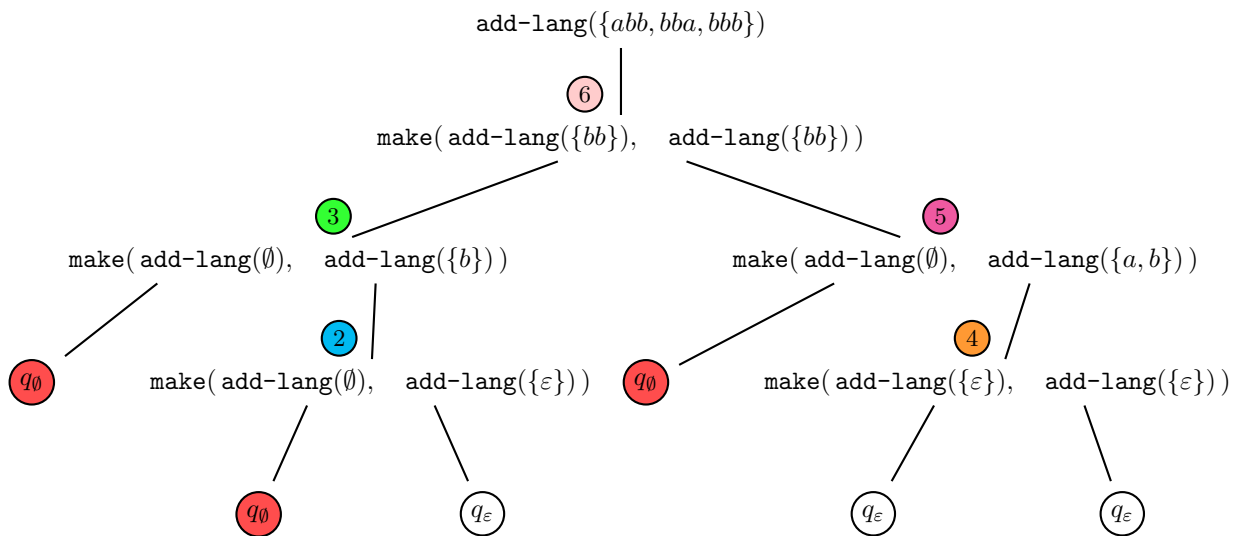 add-lang({abb, bba, bbb})
6
make( add-lang({bb}), add-lang({bb}) )
3
5
make( add-lang(∅), add-lang({b}) )
make( add-lang(∅), add-lang({a, b}) )
2
4
q∅
make( add-lang(∅), add-lang({ε}) )
q∅
make( add-lang({ε}), add-lang({ε}) )
q∅
qε
qε
qε